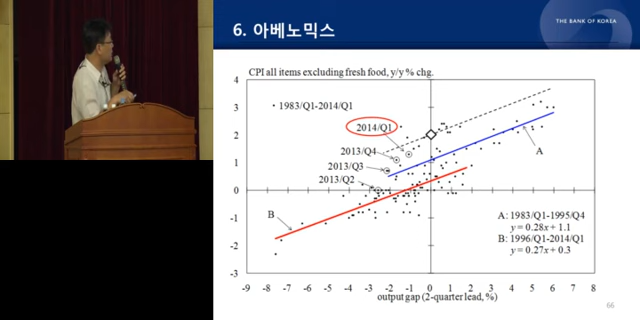 6. 아베노믹스
THE BANK OF KOREA
CPI all items excluding fresh food, y/y % chg.
4
3
2
1
0
-1
-2
-3
1983/Q1-2014/Q1
2014/Q1
2013/Q4
2013/Q3
2013/Q2
A
B
A: 1983/Q1-1995/Q4
y = 0.28x + 1.1
B: 1996/Q1-2014/Q1
y = 0.27x + 0.3
-9 -8 -7 -6 -5 -4 -3 -2 -1 0 1 2 3 4 5 6 7 8
output gap (2-quarter lead, %)
66